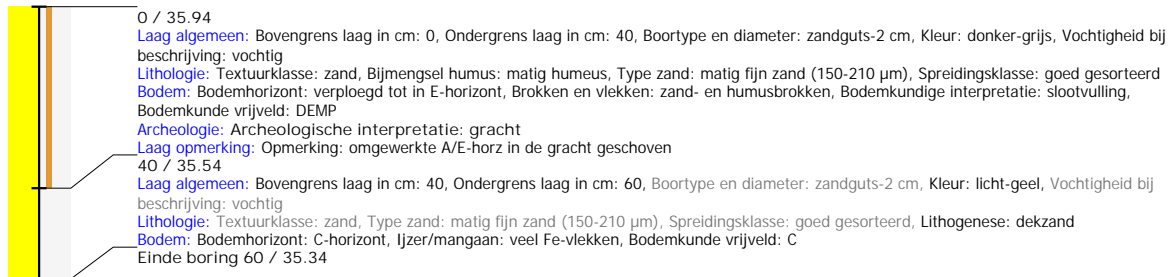 0 / 35.94
Laag algemeen: Bovengrens laag in cm: 0, Ondergrens laag in cm: 40, Boortype en diameter: zandguts-2 cm, Kleur: donker-grijs, Vochtigheid bij
beschrijving: vochtig
Lithologie: Textuurklasse: zand, Bijmengsel humus: matig humeus, Type zand: matig fijn zand (150-210 µm), Spreidingsklasse: goed gesorteerd
Bodem: Bodemhorizont: verploegd tot in E-horizont, Brokken en vlekken: zand- en humusbrokken, Bodemkundige interpretatie: slootvulling,
Bodemkunde vrijveld: DEMP
Archeologie: Archeologische interpretatie: gracht
Laag opmerking: Opmerking: omgewerkte A/E-horz in de gracht geschoven
40 / 35.54
Laag algemeen: Bovengrens laag in cm: 40, Ondergrens laag in cm: 60, Boortype en diameter: zandguts-2 cm, Kleur: licht-geel, Vochtigheid bij
beschrijving: vochtig
Lithologie: Textuurklasse: zand, Type zand: matig fijn zand (150-210 µm), Spreidingsklasse: goed gesorteerd, Lithogenese: dekzand
Bodem: Bodemhorizont: C-horizont, Ijzer/mangaan: veel Fe-vlekken, Bodemkunde vrijveld: C
Einde boring 60 / 35.34